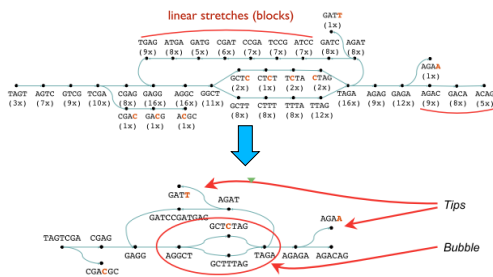 linear stretches (blocks)
GATT
(1x)
TGAG ATGA GATG CGAT CCGA TCCG ATCC GATC AGAT
(9x) (8x) (5x) (6x) (7x) (7x) (7x) (8x) (8x)
GCTC CTCT TCTA CTAG
(2x) (1x) (2x) (2x)
AGAA
(1x)
TAGT AGTC GTCG TCGA CGAG GAGG AGGC GGCT
(3x) (7x) (9x) (10x) (8x) (16x) (16x) (11x)
TAGA AGAG GAGA AGAC GACA ACAG
(16x) (9x) (12x) (9x) (8x) (5x)
GCTT CTTT TTTA TTAG
(8x) (8x) (8x) (12x)
CGAC GACG ACGC
(1x) (1x) (1x)
GATT
AGAT
Tips
GATCCGATGAG
GCTCTAG
AGAA
TAGTCGA CGAG
GAGG AGGCT TAGA AGAGA AGACAG
Bubble
GCTTTAG
CGACGC